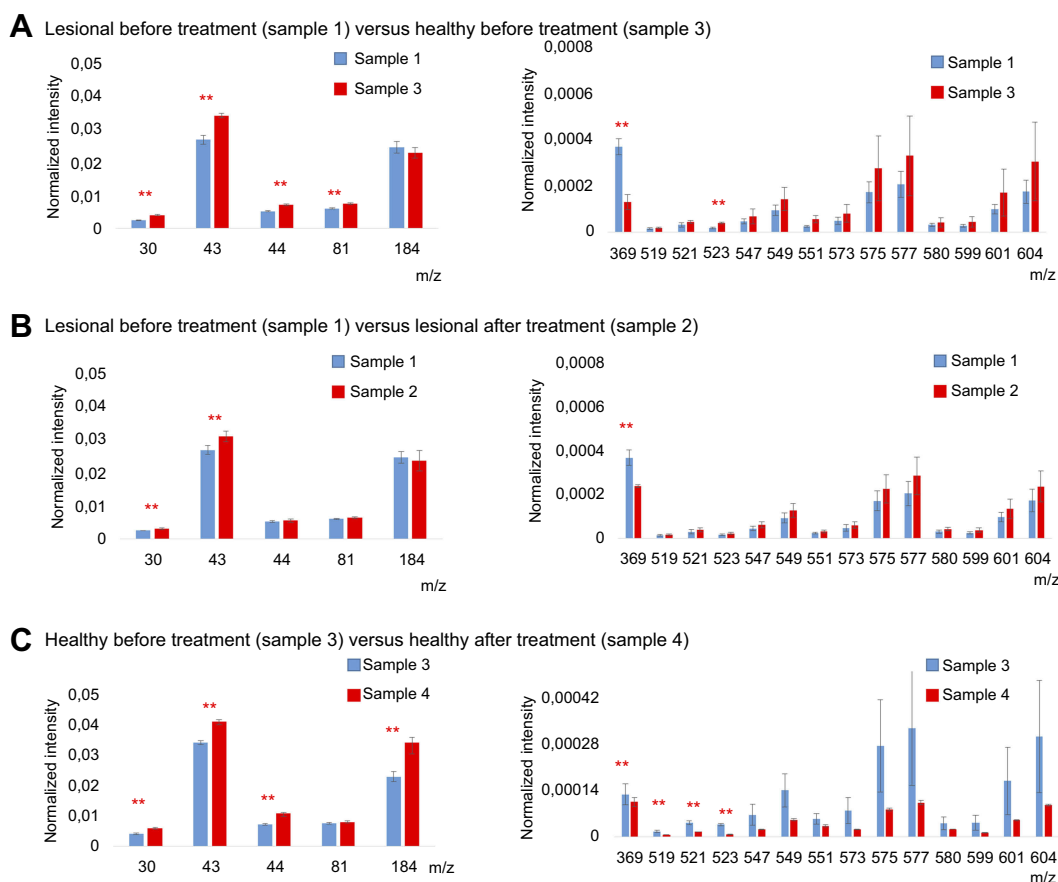 A Lesional before treatment (sample 1) versus healthy before treatment (sample 3)
Normalized intensity
0,05
0,04
0,03
0,02
0,01
0
Sample 1
Sample 3
**
**
**
**
30 43 44 81 184
m/z
Normalized intensity
0,0008
0,0006
0,0004
0,0002
0
Sample 1
Sample 3
**
**
369 519 521 523 547 549 551 573 575 577 580 599 601 604
m/z
B Lesional before treatment (sample 1) versus lesional after treatment (sample 2)
Normalized intensity
0,05
0,04
0,03
0,02
0,01
0
Sample 1
Sample 2
**
**
30 43 44 81 184
m/z
Normalized intensity
0,0008
0,0006
0,0004
0,0002
0
Sample 1
Sample 2
**
369 519 521 523 547 549 551 573 575 577 580 599 601 604
m/z
C Healthy before treatment (sample 3) versus healthy after treatment (sample 4)
Normalized intensity
0,05
0,04
0,03
0,02
0,01
0
Sample 3
Sample 4
**
**
**
**
30 43 44 81 184
m/z
Normalized intensity
0,00042
0,00028
0,00014
0
Sample 3
Sample 4
**
**
**
**
369 519 521 523 547 549 551 573 575 577 580 599 601 604
m/z